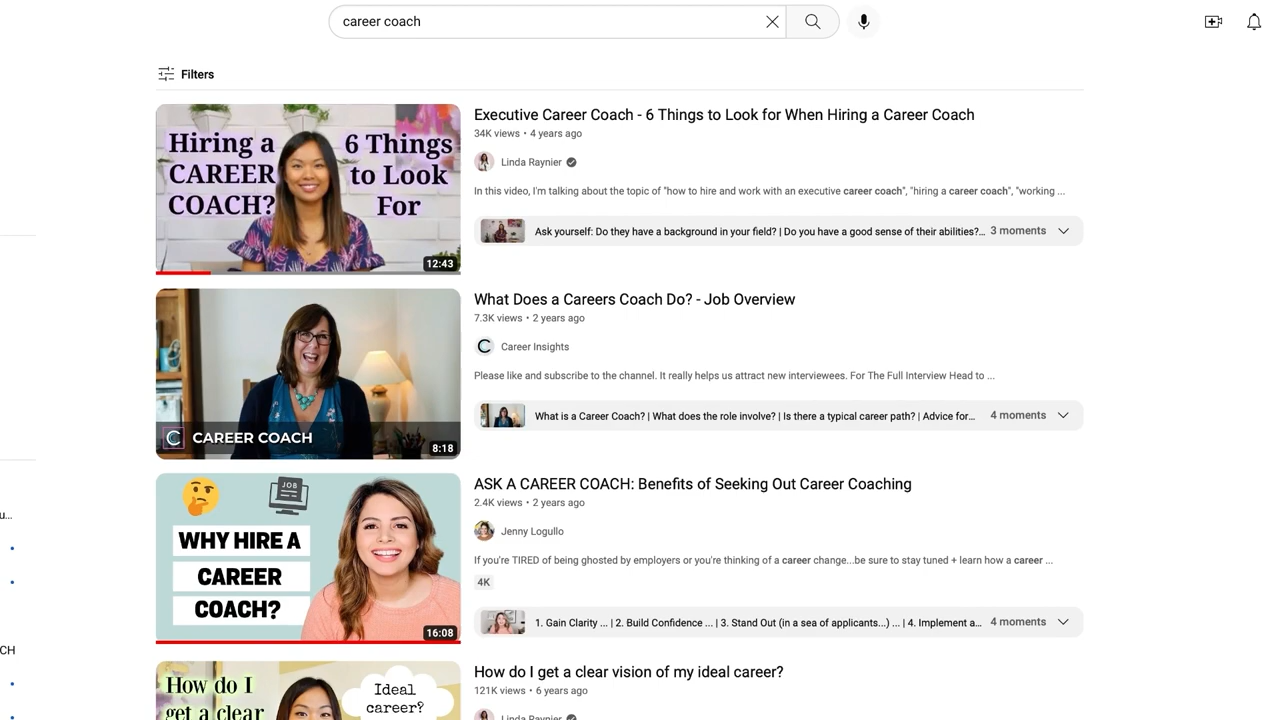 career coach
Filters
Hiring a
CAREER
COACH?
6 Things
to Look
For
12:43
Executive Career Coach - 6 Things to Look for When Hiring a Career Coach
34K views • 4 years ago
Linda Raynier
In this video, I'm talking about the topic of "how to hire and work with an executive career coach", "hiring a career coach", "working ...
Ask yourself: Do they have a background in your field? | Do you have a good sense of their abilities?... 3 moments
C CAREER COACH
8:18
What Does a Careers Coach Do? - Job Overview
7.3K views • 2 years ago
C Career Insights
Please like and subscribe to the channel. It really helps us attract new interviewees. For The Full Interview Head to ...
What is a Career Coach? | What does the role involve? | Is there a typical career path? | Advice for... 4 moments
u...
JOB
WHY HIRE A
CAREER
COACH?
16:08
ASK A CAREER COACH: Benefits of Seeking Out Career Coaching
2.4K views • 2 years ago
Jenny Logullo
If you're TIRED of being ghosted by employers or you're thinking of a career change...be sure to stay tuned + learn how a career ...
4K
1. Gain Clarity ... | 2. Build Confidence ... | 3. Stand Out (in a sea of applicants...) ... | 4. Implement a... 4 moments
CH
How do I
get a clear
Ideal
career?
How do I get a clear vision of my ideal career?
121K views • 6 years ago
Linda Raynier